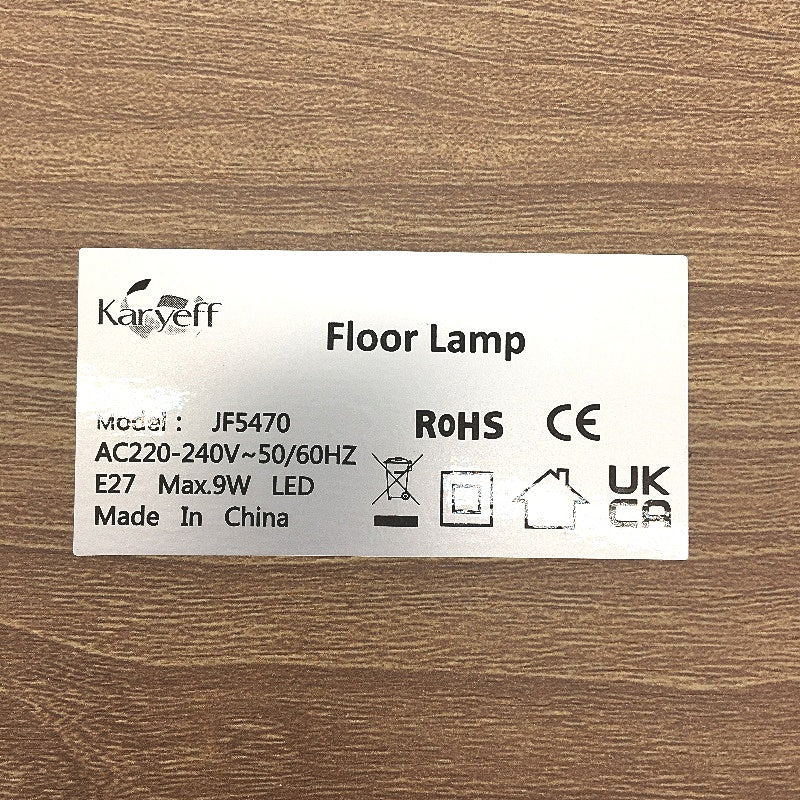 Karyeff
Floor Lamp
Model : JF5470
AC220-240V~50/60HZ
E27 Max.9W LED
Made In China
RoHS CE
UK
CA